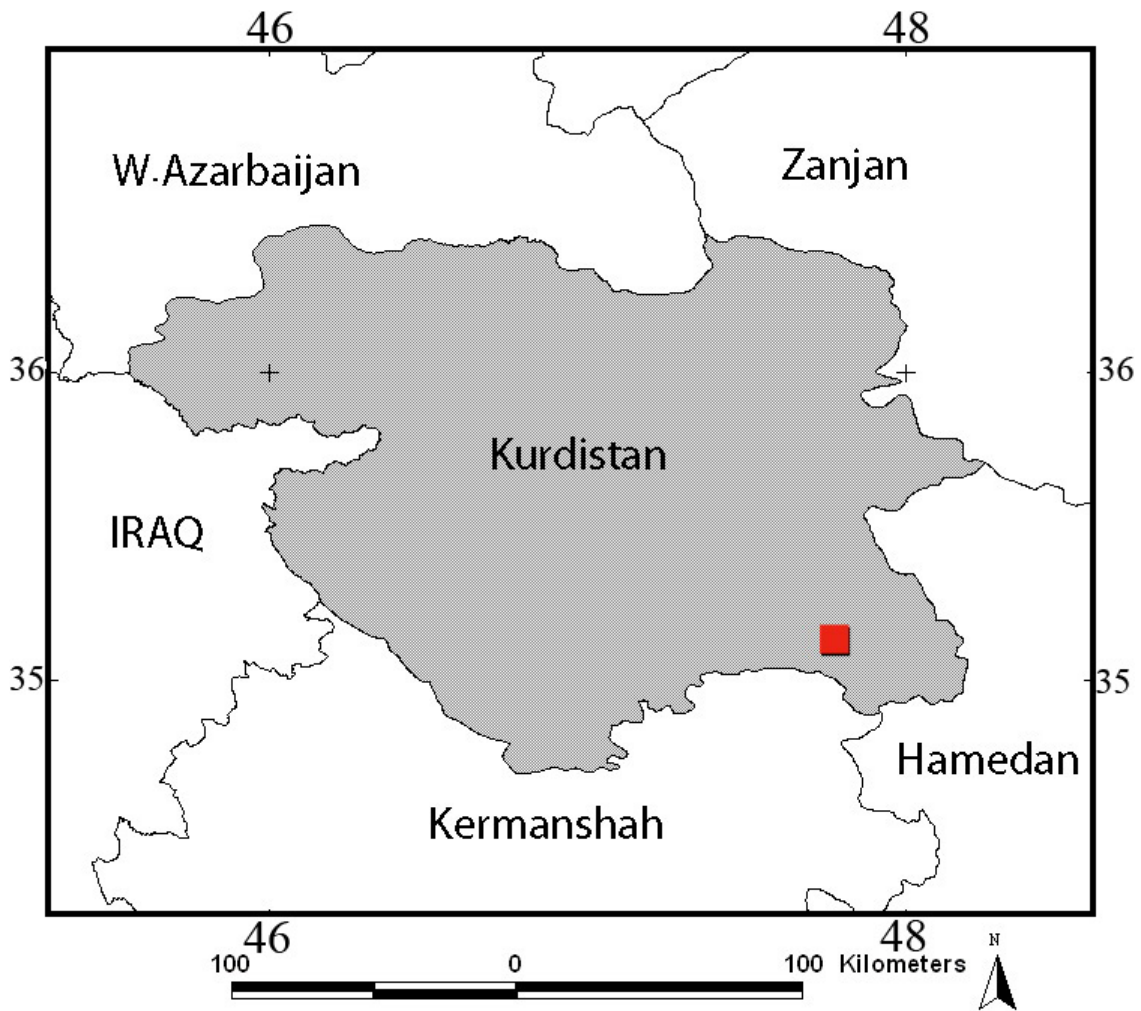 46 48
W.Azarbaijan Zanjan
36 36
Kurdistan
IRAQ
35 35
Hamedan
Kermanshah
46 48
100 0 100 Kilometers
N